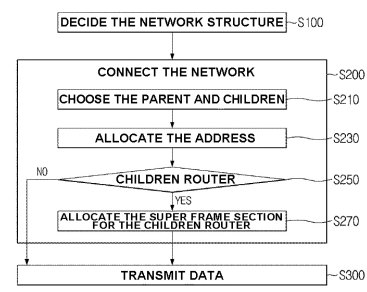 DECIDE THE NETWORK STRUCTURE
S100
CONNECT THE NETWORK
S200
CHOOSE THE PARENT AND CHILDREN
S210
ALLOCATE THE ADDRESS
S230
NO
CHILDREN ROUTER
S250
YES
ALLOCATE THE SUPER FRAME SECTION
FOR THE CHILDREN ROUTER
S270
TRANSMIT DATA
S300